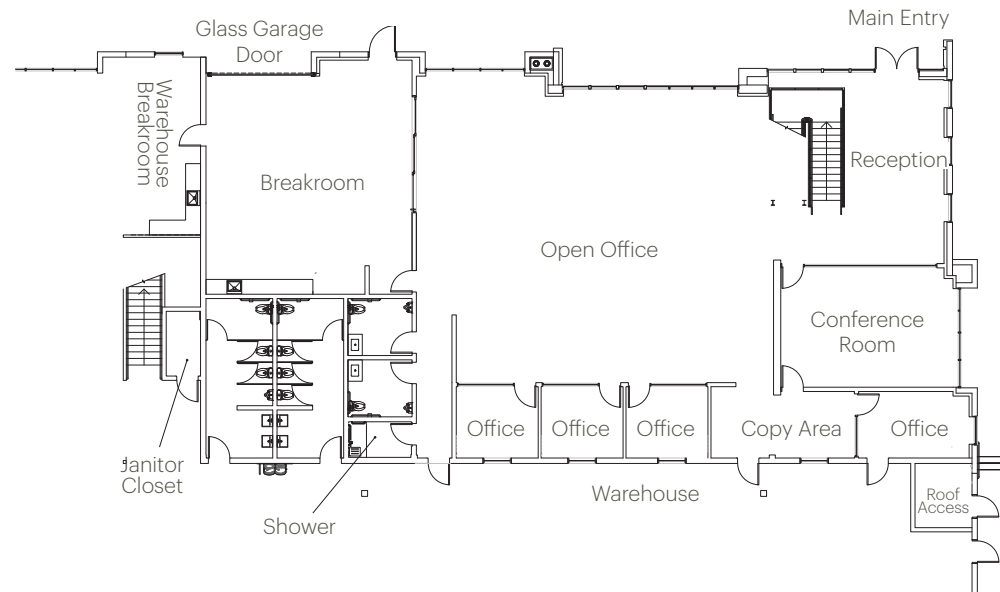 Main Entry
Glass Garage
Door
Warehouse
Breakroom
Breakroom
Reception
Open Office
Conference
Room
Office
Office
Office
Copy Area
Office
Janitor
Closet
Warehouse
Roof
Access
Shower